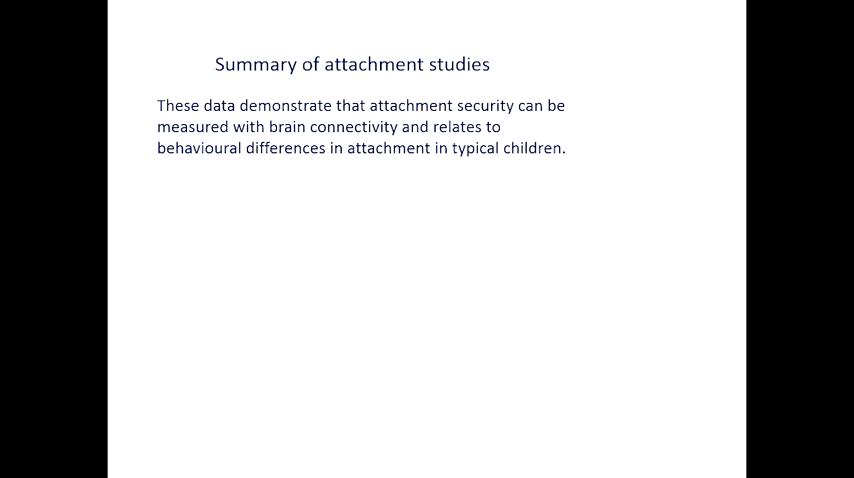 Summary of attachment studies
These data demonstrate that attachment security can be
measured with brain connectivity and relates to
behavioural differences in attachment in typical children.